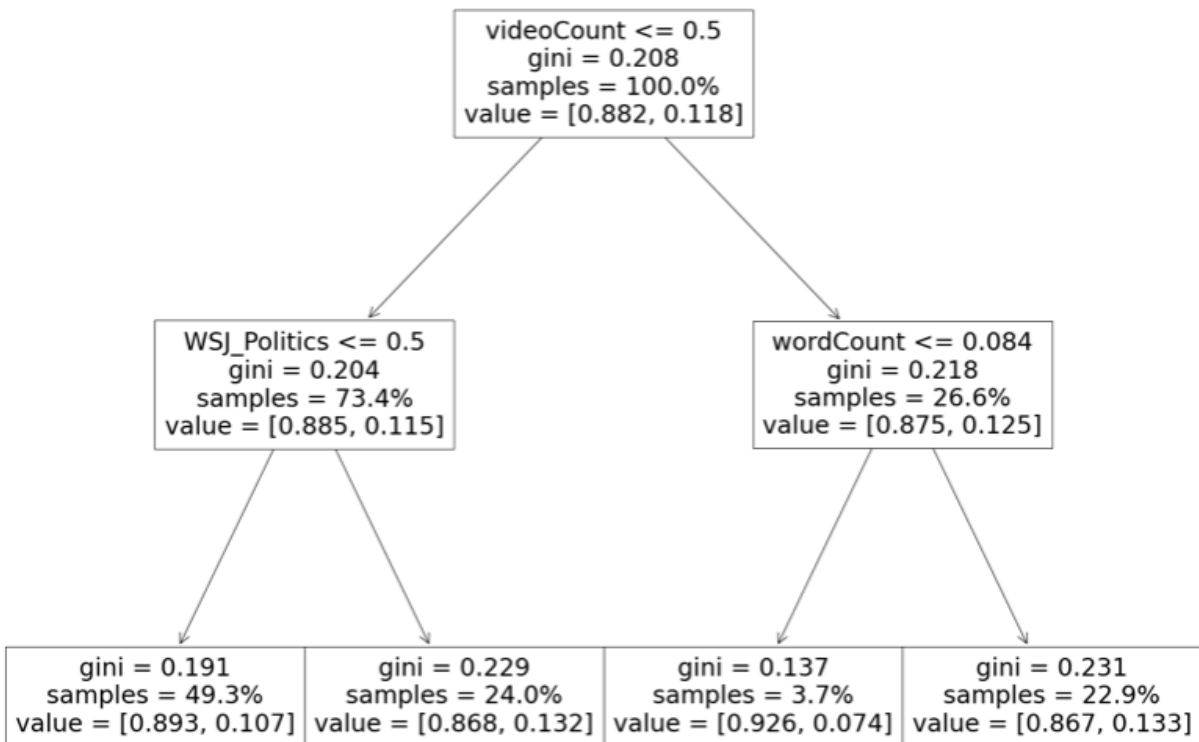 videoCount <= 0.5
gini = 0.208
samples = 100.0%
value = [0.882, 0.118]
WSJ_Politics <= 0.5
gini = 0.204
samples = 73.4%
value = [0.885, 0.115]
wordCount <= 0.084
gini = 0.218
samples = 26.6%
value = [0.875, 0.125]
gini = 0.191
samples = 49.3%
value = [0.893, 0.107]
gini = 0.229
samples = 24.0%
value = [0.868, 0.132]
gini = 0.137
samples = 3.7%
value = [0.926, 0.074]
gini = 0.231
samples = 22.9%
value = [0.867, 0.133]